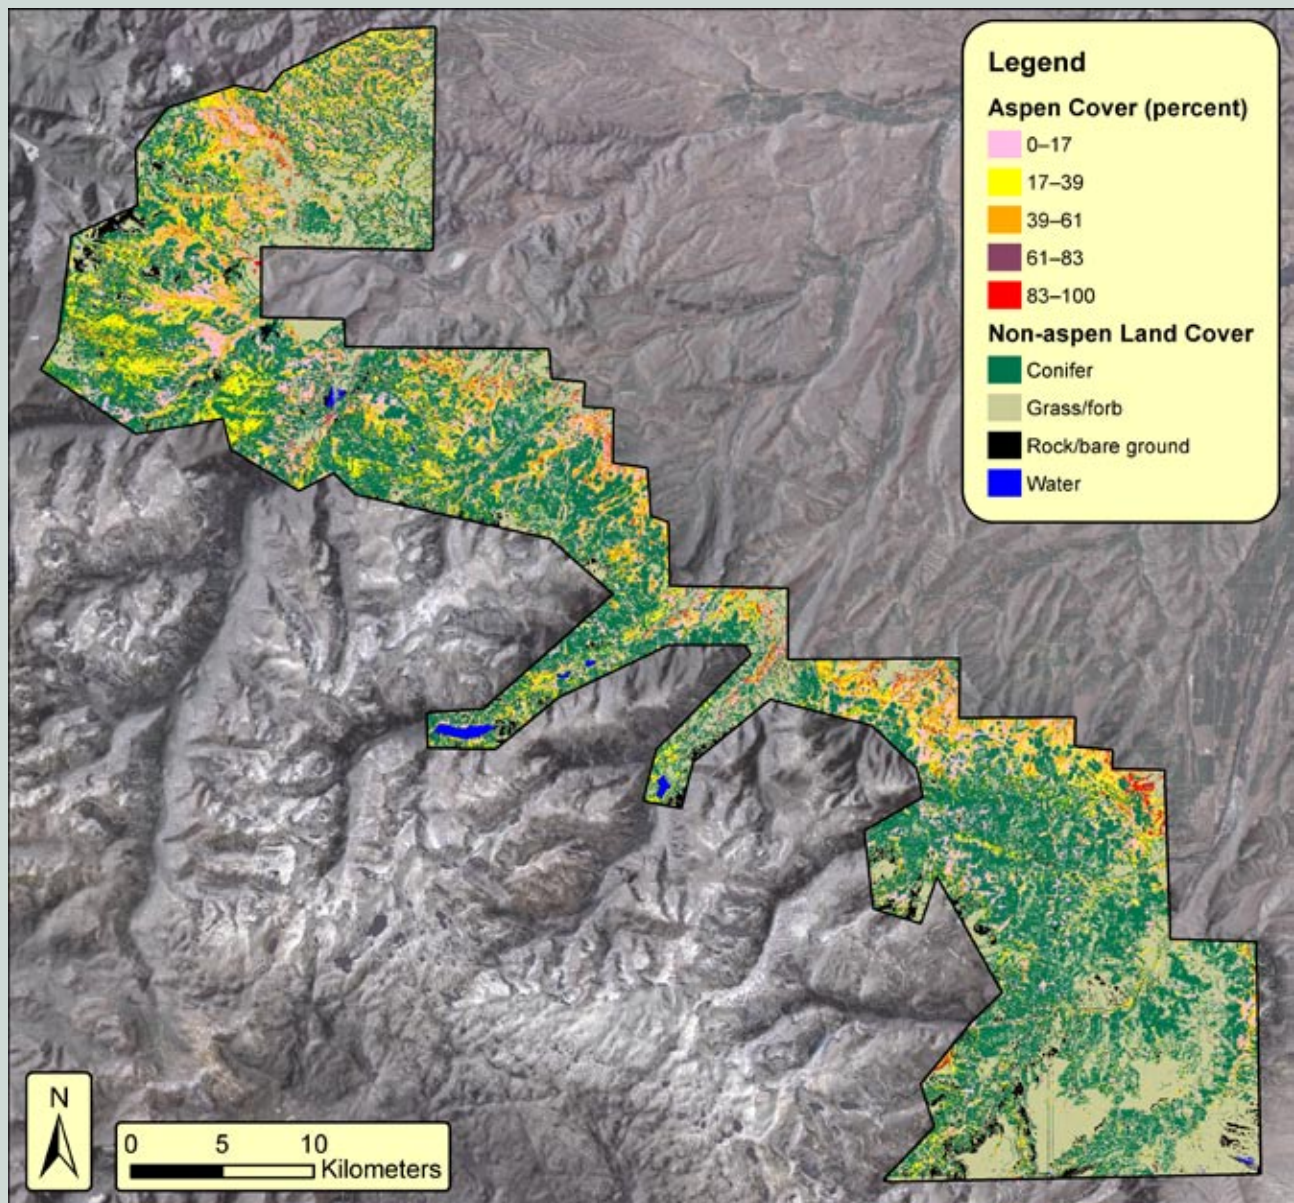 Legend
Aspen Cover (percent)
0–17
17–39
39–61
61–83
83–100
Non-aspen Land Cover
Conifer
Grass/forb
Rock/bare ground
Water
N
0 5 10
Kilometers